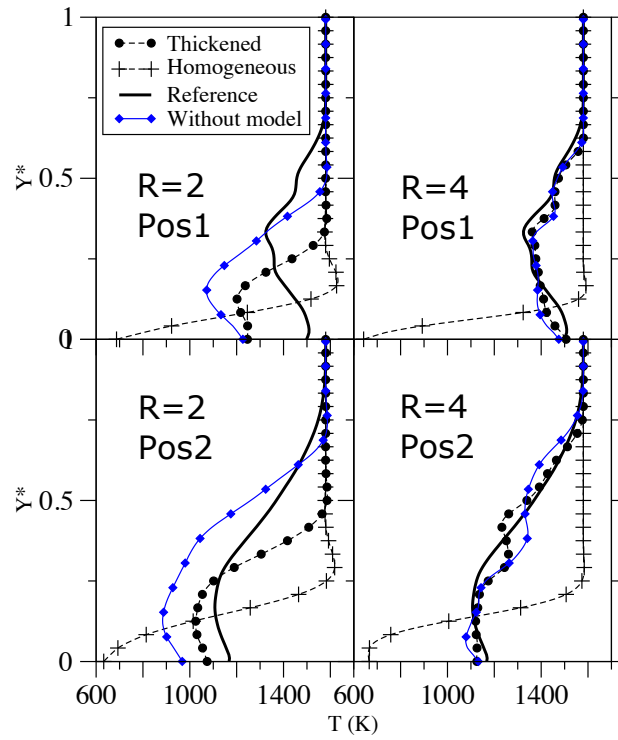 1
Thickened
Homogeneous
Reference
Without model
Y*
0.5
R=2
Pos1
R=4
Pos1
0
R=2
Pos2
R=4
Pos2
Y*
0.5
0
600
1000
1400
600
1000
1400
T (K)